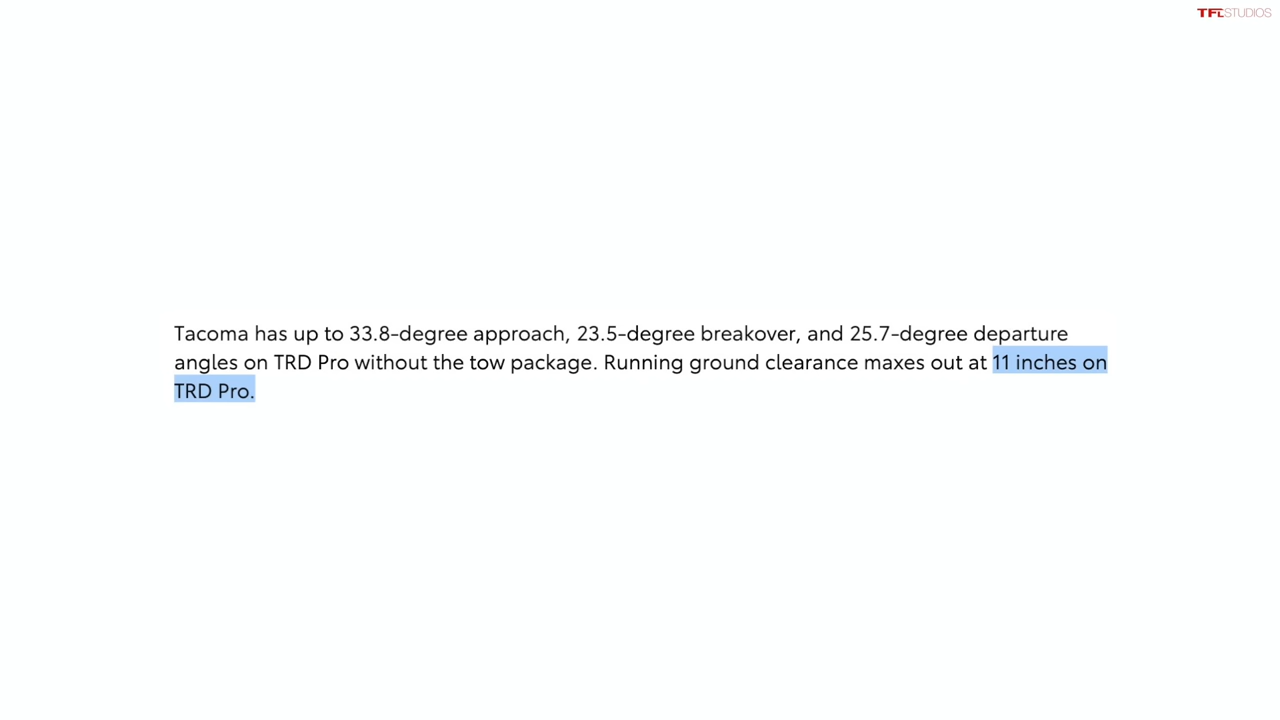 TFLSTUDIOS
Tacoma has up to 33.8-degree approach, 23.5-degree breakover, and 25.7-degree departure
angles on TRD Pro without the tow package. Running ground clearance maxes out at 11 inches on
TRD Pro.